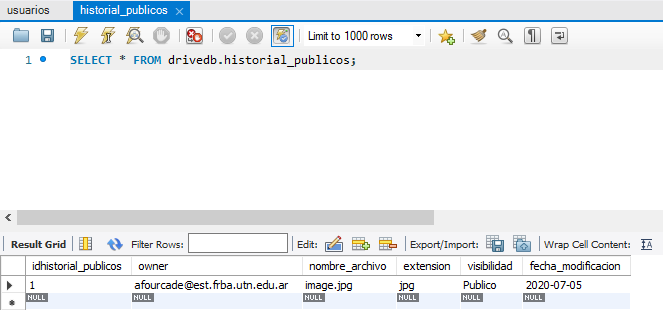 usuarios historial_publicos
Limit to 1000 rows
1 SELECT * FROM drivedb.historial_publicos;
Result Grid Filter Rows: Edit: Export/Import: Wrap Cell Content:
idhistorial_publicos owner nombre_archivo extension visibilidad fecha_modificacion
1 afourcade@est.frba.utn.edu.ar image.jpg jpg Publico 2020-07-05
NULL NULL NULL NULL NULL NULL